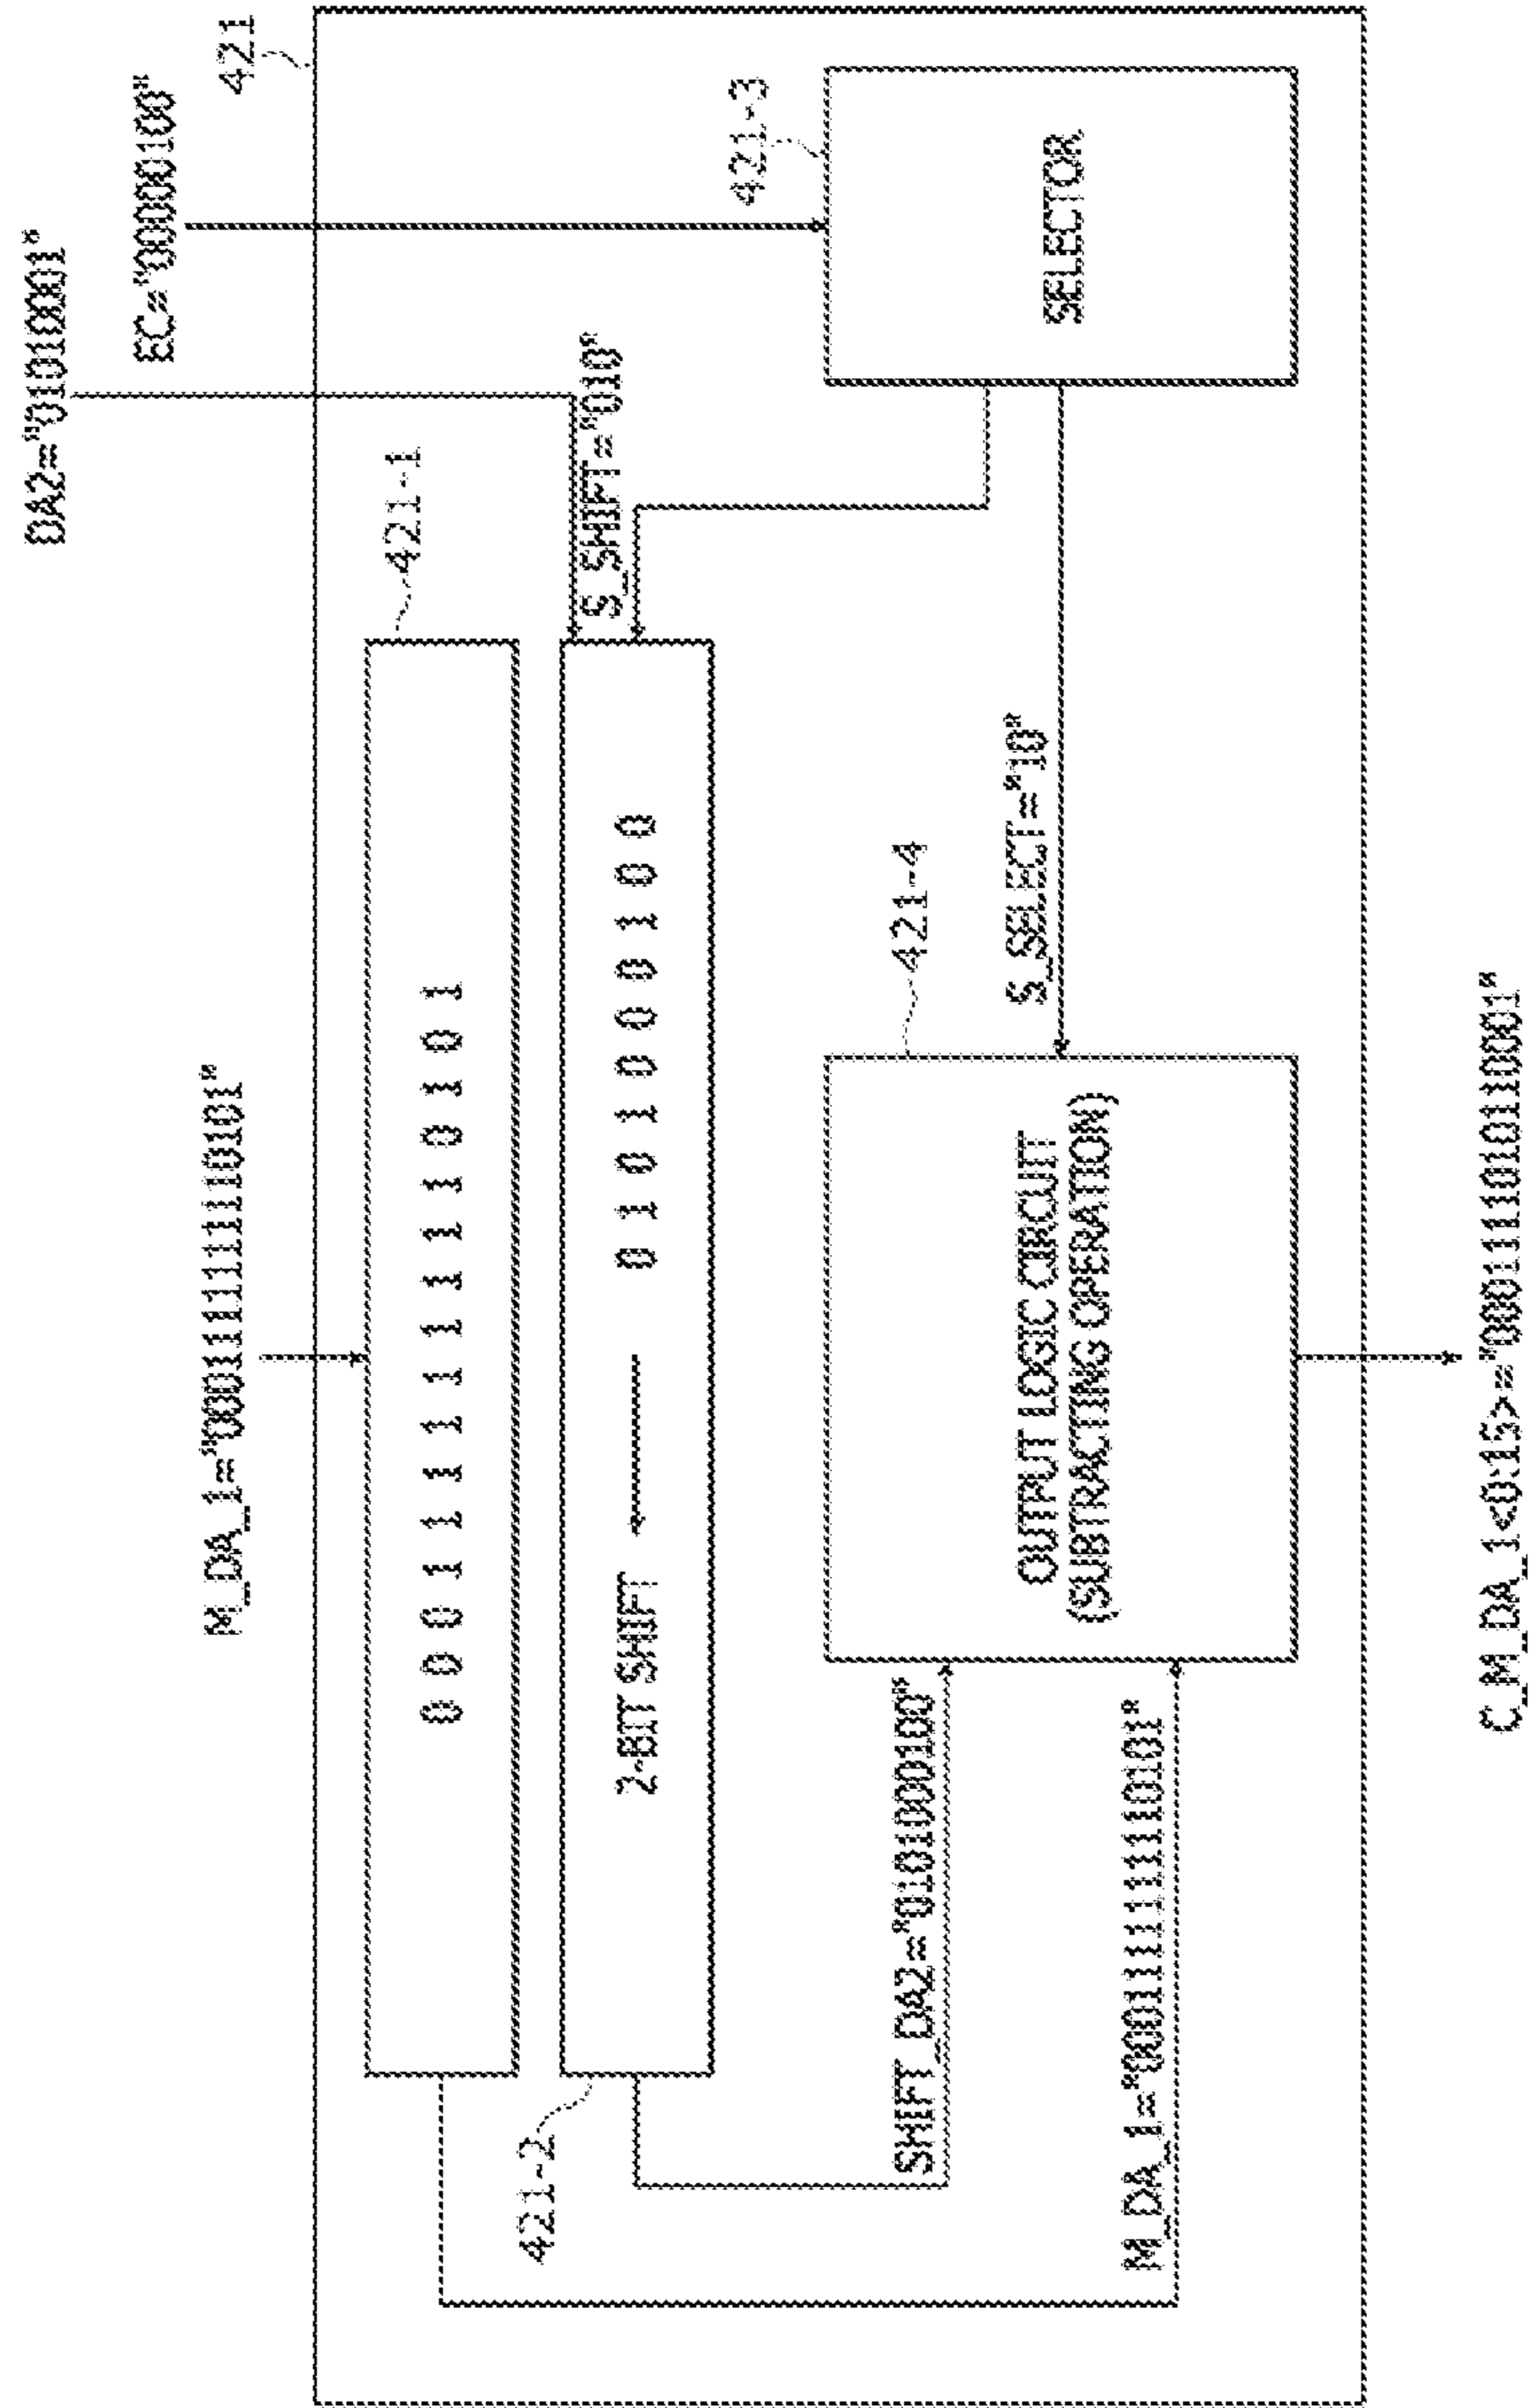 M_DA_1="0001111111110101"
DA2="01010001"
EC="00000100"
421
421-1
0 0 0 1 1 1 1 1 1 1 1 1 0 1 0 1
421-2
2-BIT SHIFT
0 1 0 1 0 0 0 1 0 0
S_SHIFT="010"
421-3
SELECTOR
SHIFT_DA2="0101000100"
421-4
OUTPUT LOGIC CIRCUIT
(SUBTRACTING OPERATION)
S_SELECT="10"
M_DA_1="0001111111110101"
C_M_DA_1<0:15>="0001111010110001"